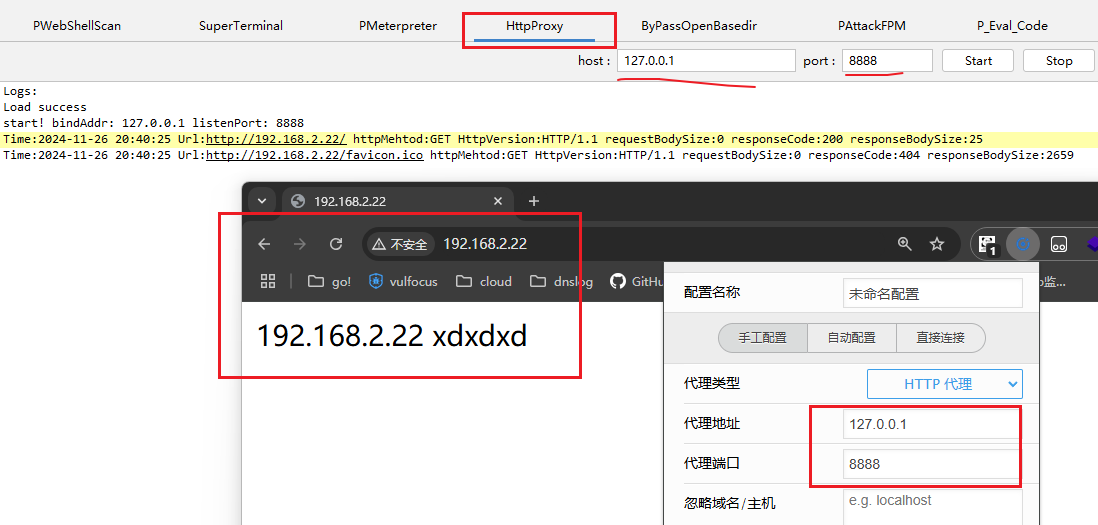 PWebShellScan SuperTerminal PMeterpreter HttpProxy ByPassOpenBasedir PAttackFPM P_Eval_Code
host : 127.0.0.1 port : 8888 Start Stop
Logs:
Load success
start! bindAddr: 127.0.0.1 listenPort: 8888
Time:2024-11-26 20:40:25 Url:http://192.168.2.22/ httpMehtod:GET HttpVersion:HTTP/1.1 requestBodySize:0 responseCode:200 responseBodySize:25
Time:2024-11-26 20:40:25 Url:http://192.168.2.22/favicon.ico httpMehtod:GET HttpVersion:HTTP/1.1 requestBodySize:0 responseCode:404 responseBodySize:2659
192.168.2.22
不安全 192.168.2.22 1
go! vulfocus cloud dnslog GitHu
监...
192.168.2.22 xdxdxd
配置名称 未命名配置
手工配置 自动配置 直接连接
代理类型 HTTP 代理
代理地址 127.0.0.1
代理端口 8888
忽略域名/主机 e.g. localhost